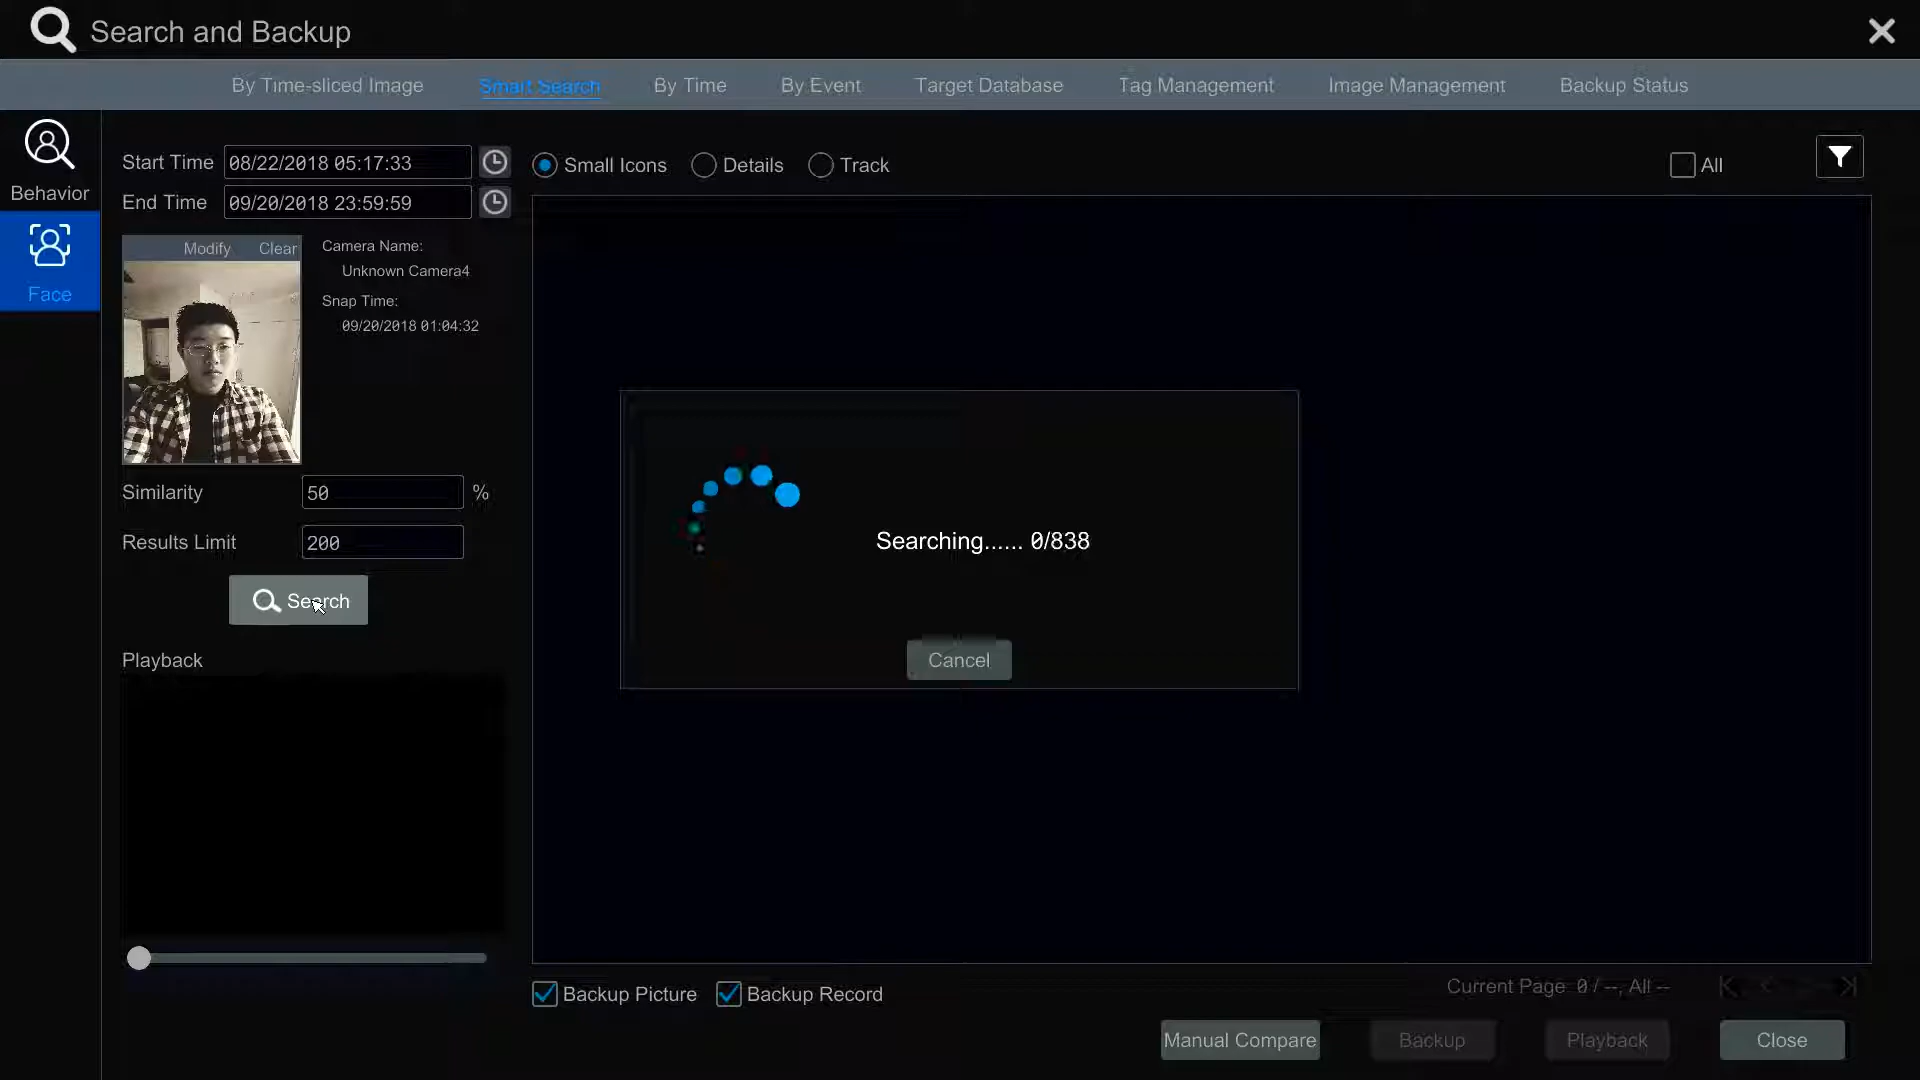 Search and Backup
By Time-sliced Image Smart Search By Time By Event Target Database Tag Management Image Management Backup Status
Behavior
Face
Start Time 08/22/2018 05:17:33
End Time 09/20/2018 23:59:59
Modify Clear
Camera Name:
Unknown Camera4
Snap Time:
09/20/2018 01:04:32
Similarity 50 %
Results Limit 200
Search
Playback
Small Icons Details Track All
Searching...... 0/838
Cancel
Backup Picture Backup Record
Current Page 0 / --, All --
Manual Compare Backup Playback Close